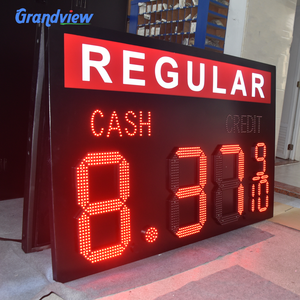 Grandview
REGULAR
CASH CREDIT
8.37 9/10